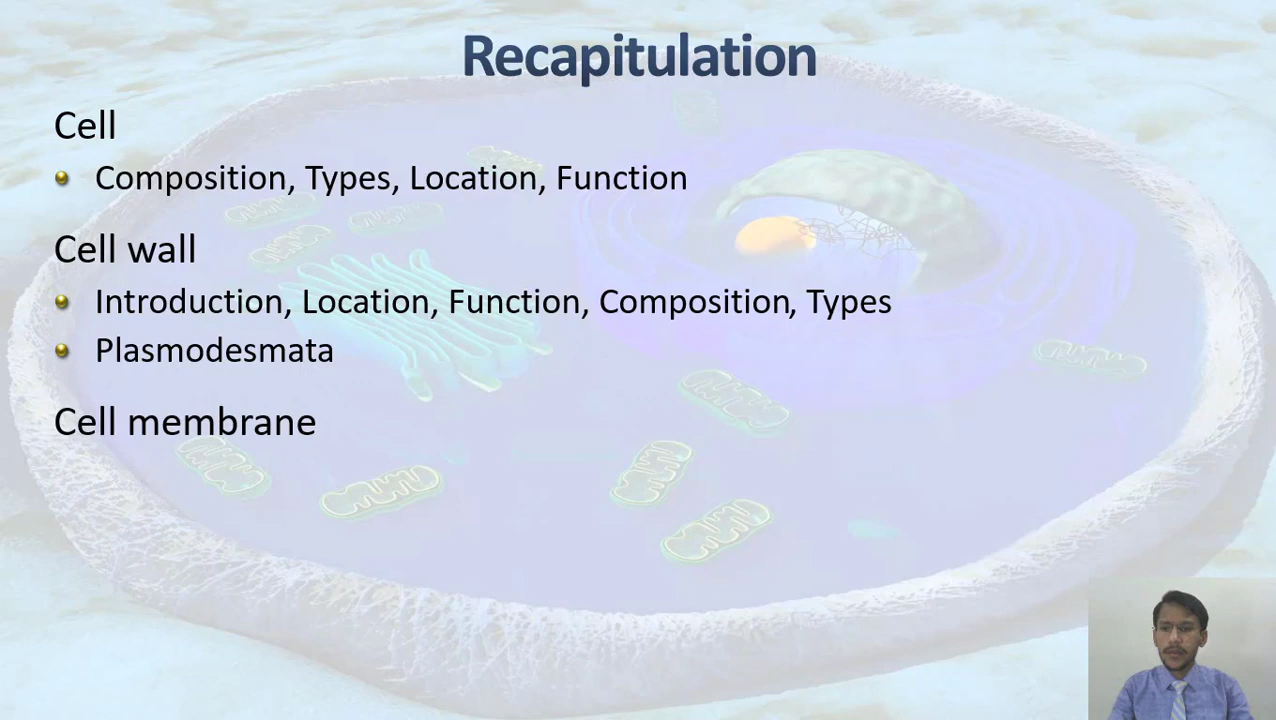 Recapitulation
Cell
Composition, Types, Location, Function
Cell wall
Introduction, Location, Function, Composition, Types
Plasmodesmata
Cell membrane